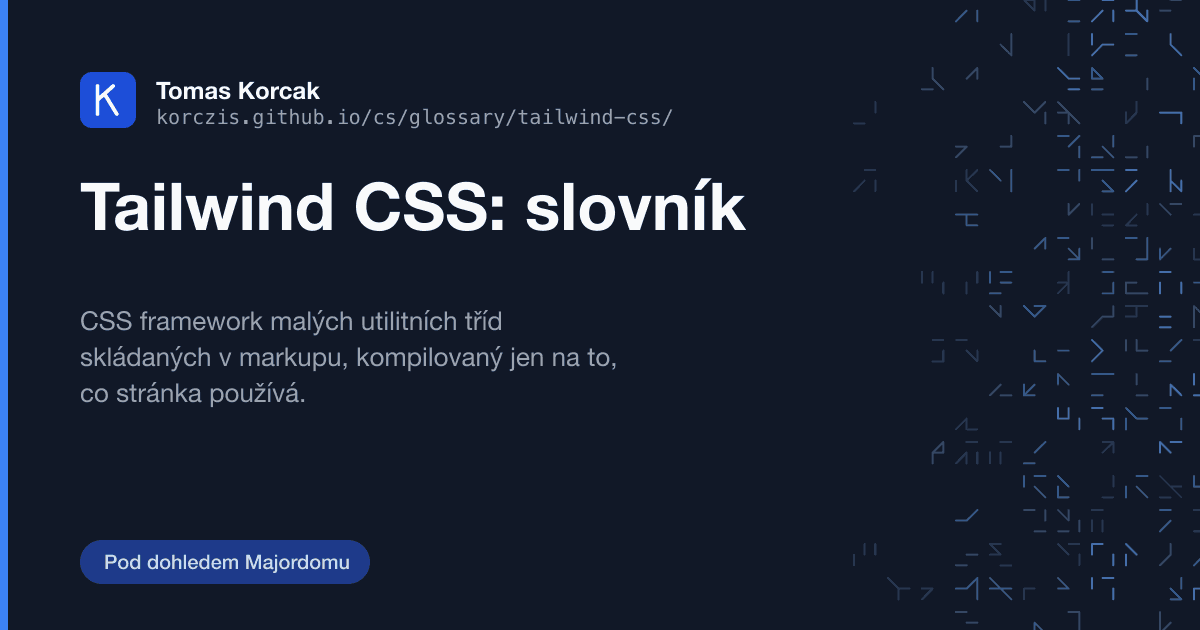 Tomas Korcak
korczis.github.io/cs/glossary/tailwind-css/
Tailwind CSS: slovník
CSS framework malých utilitních tříd
skládaných v markupu, kompilovaný jen na to,
co stránka používá.
Pod dohledem Majordomu